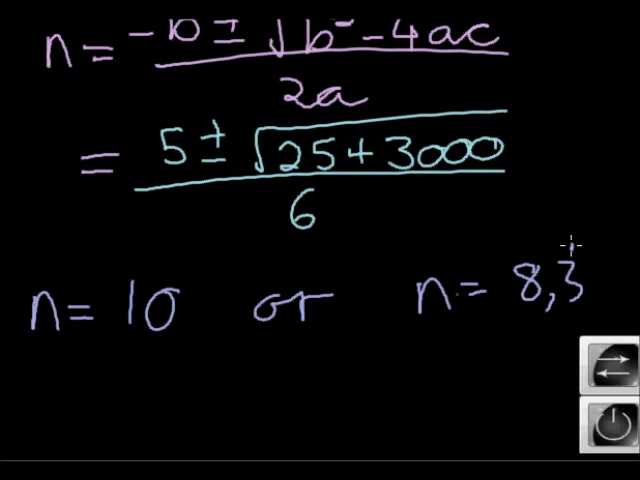 n = -10 ± √b² - 4ac
2a
= 5 ± √25 + 3000
6
n = 10 or n = 8,3